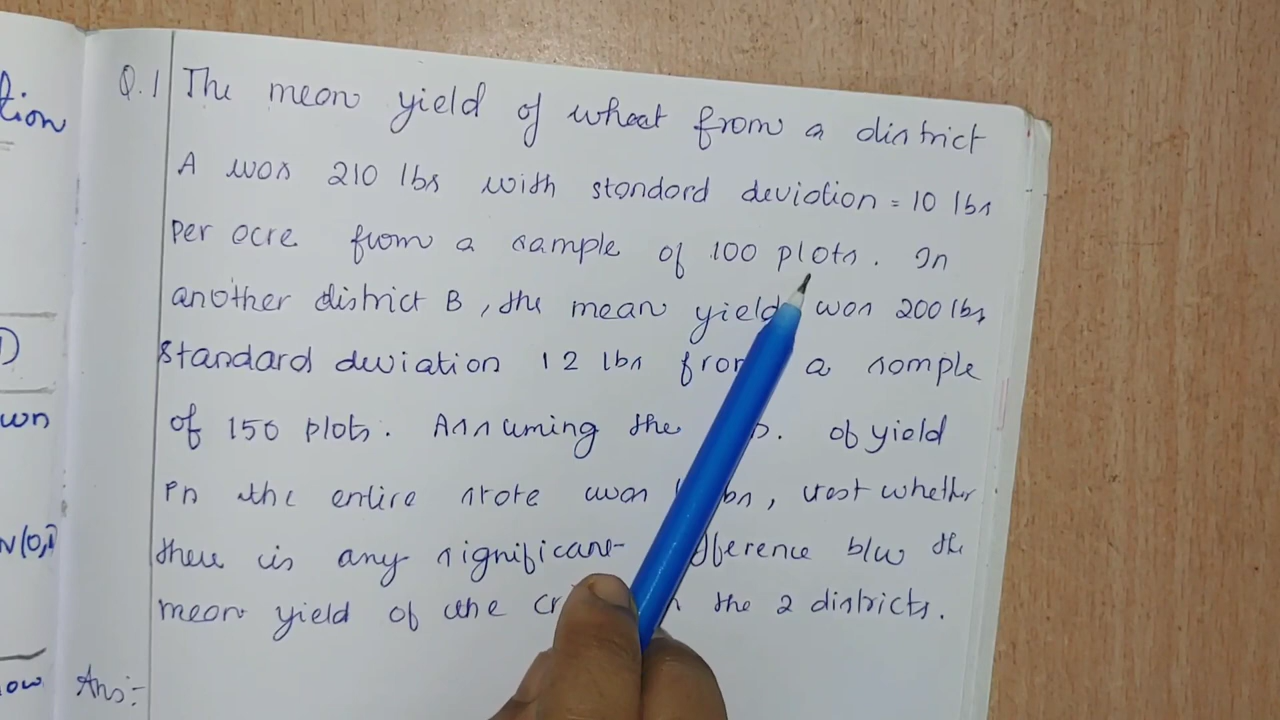 tion
1)
wn
N(0,1)
ow
Q.1 The mean yield of wheat from a district
A was 210 lbs with standard deviation = 10 lbs
Per acre from a sample of 100 plots. In
another district B, the mean yield was 200 lbs
standard deviation 12 lbs from a sample
of 150 plots. Assuming the of yield
in the entire state was , test whether
there is any significant difference b/w the
mean yield of the in the 2 districts.
Ans:-